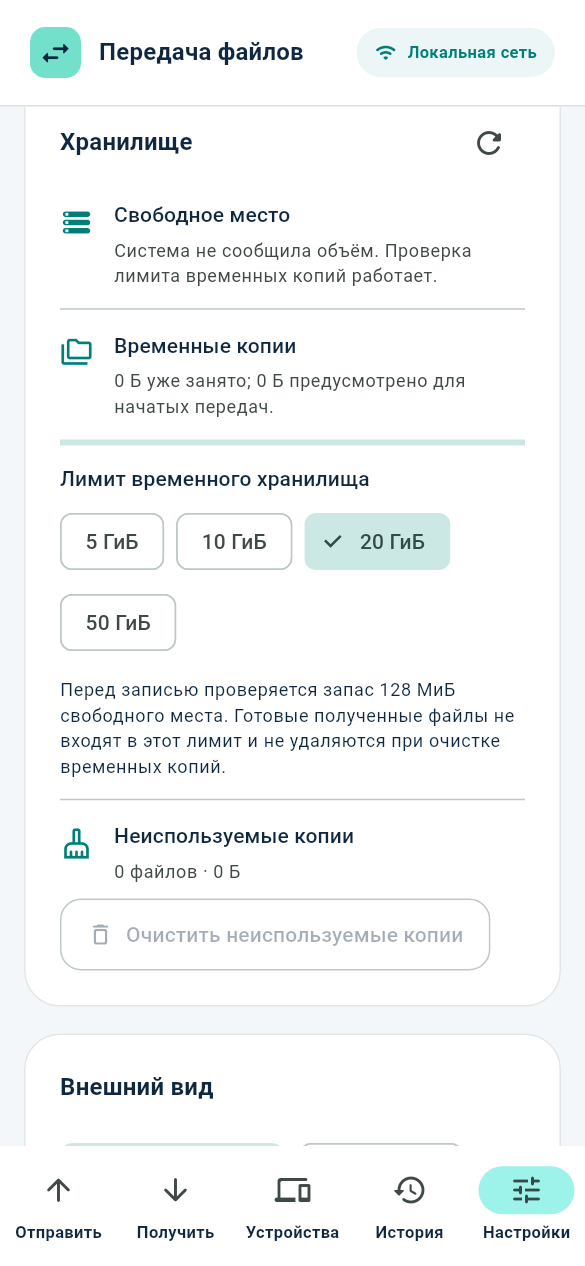 Передача файлов
Локальная сеть
Хранилище
Свободное место
Система не сообщила объём. Проверка
лимита временных копий работает.
Временные копии
0 Б уже занято; 0 Б предусмотрено для
начатых передач.
Лимит временного хранилища
5 ГиБ
10 ГиБ
20 ГиБ
50 ГиБ
Перед записью проверяется запас 128 МиБ
свободного места. Готовые полученные файлы не
входят в этот лимит и не удаляются при очистке
временных копий.
Неиспользуемые копии
0 файлов · 0 Б
Очистить неиспользуемые копии
Внешний вид
Отправить
Получить
Устройства
История
Настройки